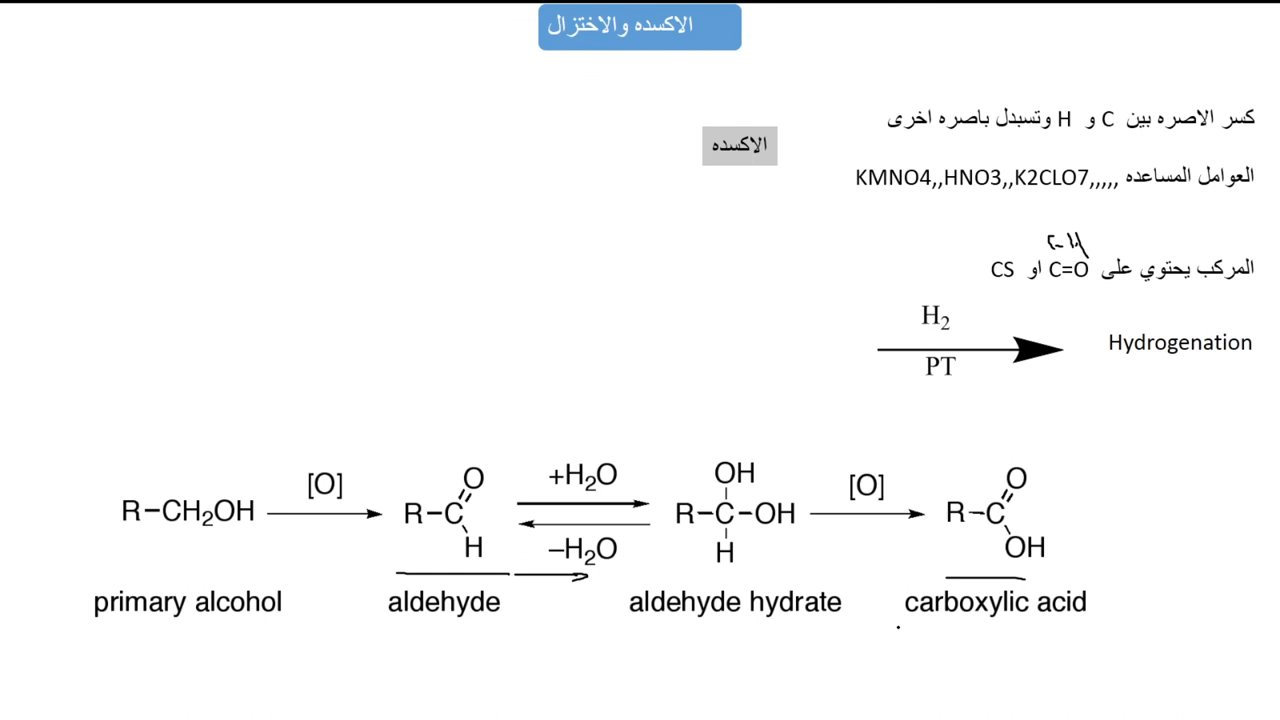 الاكسده والاختزال
كسر الاصره بين C و H وتسبدل باصره اخرى
الاكسده
العوامل المساعده KMNO4,,HNO3,,K2CLO7,,,,,
المركب يحتوي على C=O او CS
H2
PT
Hydrogenation
R–CH2OH [O] R–C O H +H2O –H2O R–C–OH OH H [O] R–C O OH
primary alcohol aldehyde aldehyde hydrate carboxylic acid